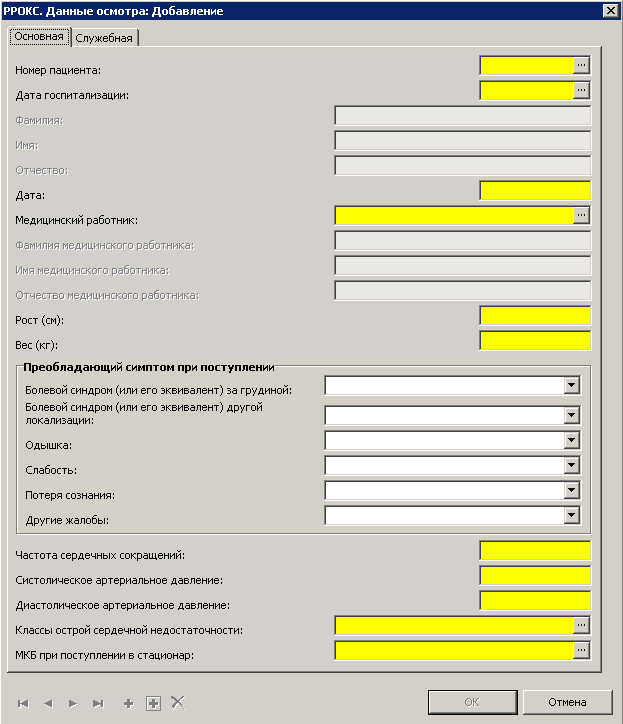 РРОКС. Данные осмотра: Добавление
Основная
Служебная
Номер пациента:
Дата госпитализации:
Фамилия:
Имя:
Отчество:
Дата:
Медицинский работник:
Фамилия медицинского работника:
Имя медицинского работника:
Отчество медицинского работника:
Рост (см):
Вес (кг):
Преобладающий симптом при поступлении
Болевой синдром (или его эквивалент) за грудиной:
Болевой синдром (или его эквивалент) другой
локализации:
Одышка:
Слабость:
Потеря сознания:
Другие жалобы:
Частота сердечных сокращений:
Систолическое артериальное давление:
Диастолическое артериальное давление:
Классы острой сердечной недостаточности:
МКБ при поступлении в стационар:
ОК
Отмена